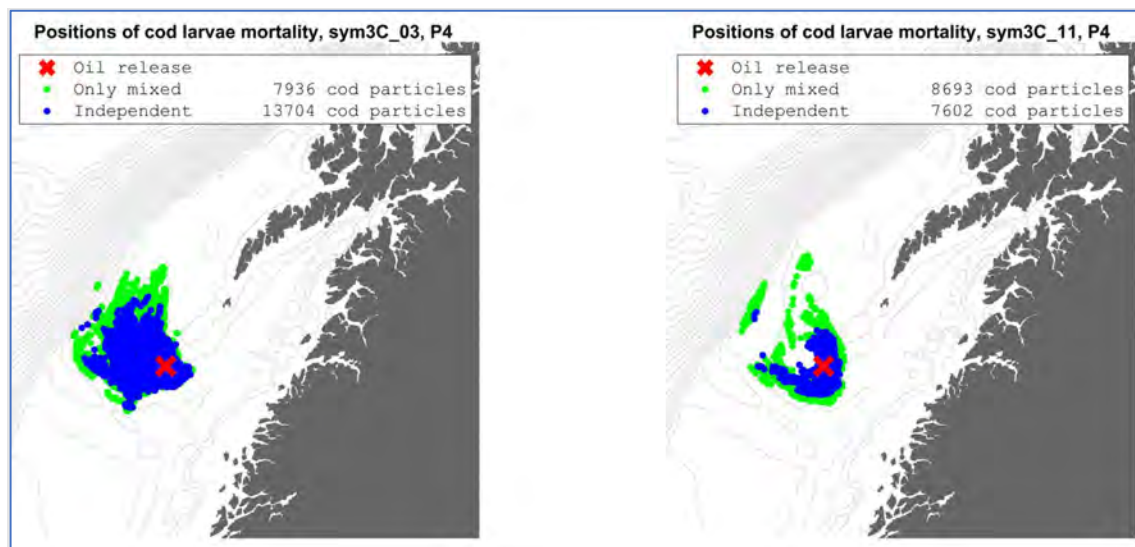 Positions of cod larvae mortality, sym3C_03, P4
Oil release
Only mixed 7936 cod particles
Independent 13704 cod particles
Positions of cod larvae mortality, sym3C_11, P4
Oil release
Only mixed 8693 cod particles
Independent 7602 cod particles